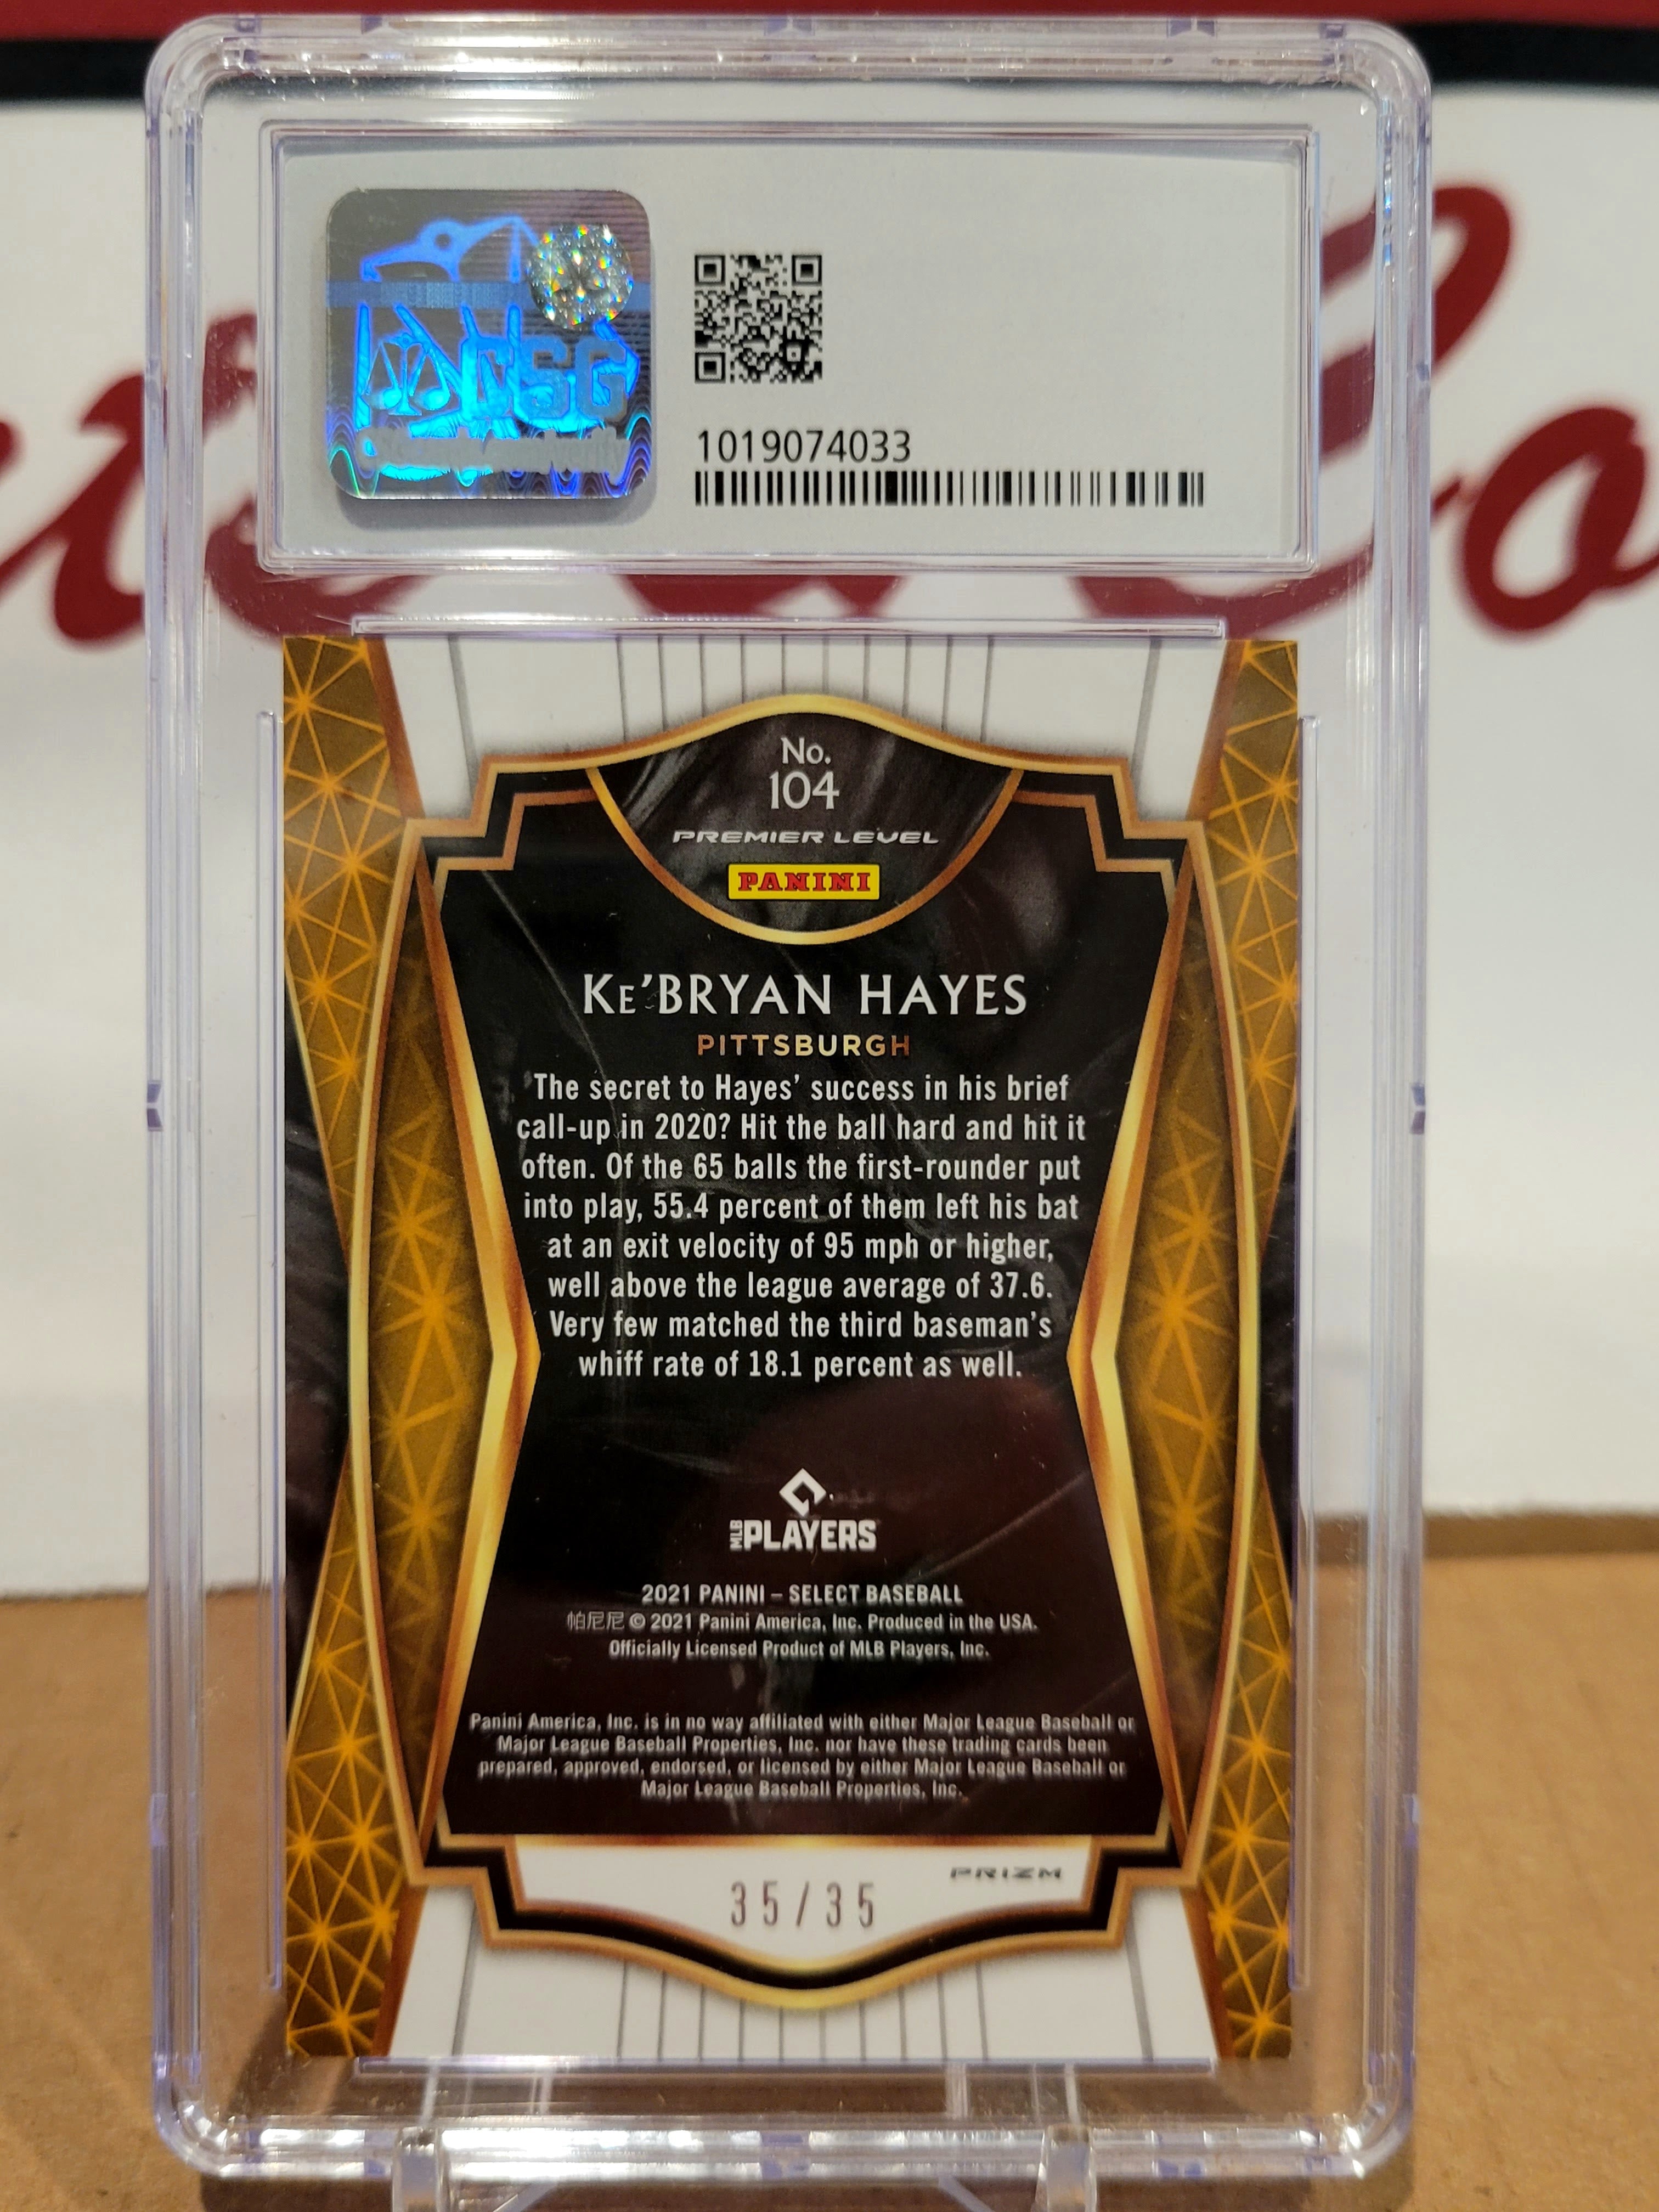 CSG
1019074033
No.
104
PREMIER LEVEL
PANINI
Ke'BRYAN HAYES
PITTSBURGH
The secret to Hayes' success in his brief
call-up in 2020? Hit the ball hard and hit it
often. Of the 65 balls the first-rounder put
into play, 55.4 percent of them left his bat
at an exit velocity of 95 mph or higher,
well above the league average of 37.6.
Very few matched the third baseman's
whiff rate of 18.1 percent as well.
MLB PLAYERS
2021 PANINI – SELECT BASEBALL
帕尼尼 © 2021 Panini America, Inc. Produced in the USA.
Officially Licensed Product of MLB Players, Inc.
Panini America, Inc. is in no way affiliated with either Major League Baseball or
Major League Baseball Properties, Inc. nor have these trading cards been
prepared, approved, endorsed, or licensed by either Major League Baseball or
Major League Baseball Properties, Inc.
PRIZM
35/35